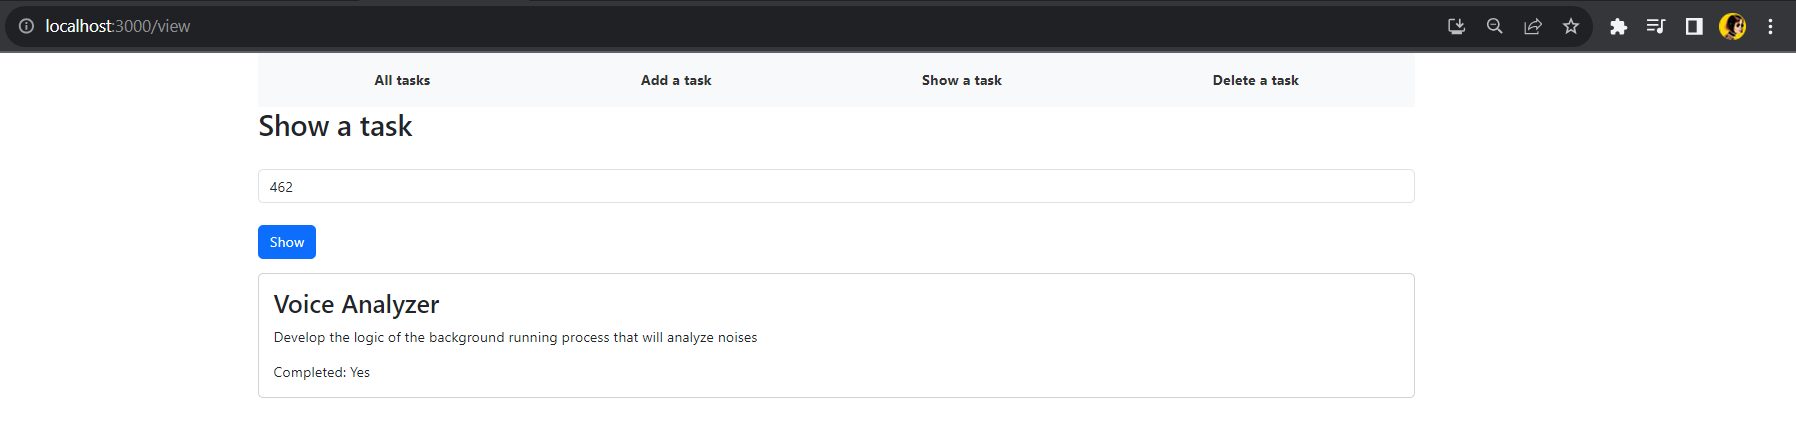 localhost:3000/view
All tasks Add a task Show a task Delete a task
Show a task
462
Show
Voice Analyzer
Develop the logic of the background running process that will analyze noises
Completed: Yes